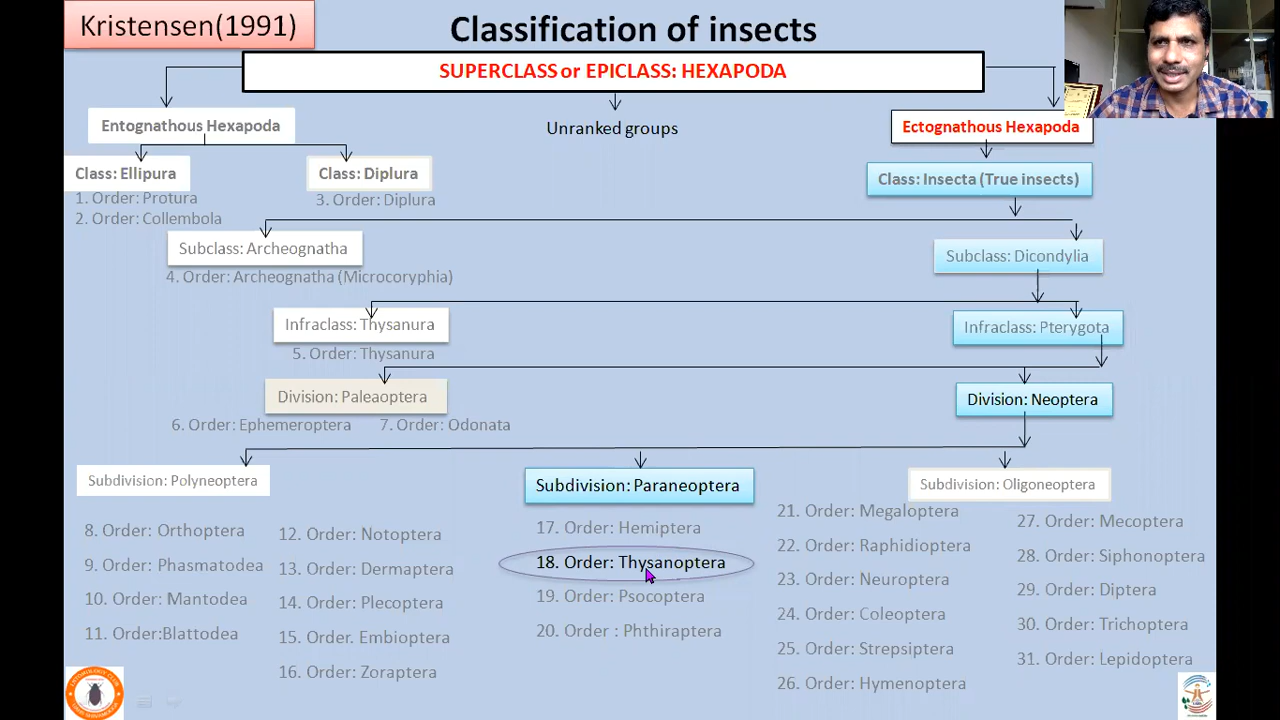 Kristensen(1991)
Classification of insects
SUPERCLASS or EPICLASS: HEXAPODA
Entognathous Hexapoda
Unranked groups
Ectognathous Hexapoda
Class: Ellipura
Class: Diplura
Class: Insecta (True insects)
1. Order: Protura
3. Order: Diplura
2. Order: Collembola
Subclass: Archeognatha
Subclass: Dicondylia
4. Order: Archeognatha (Microcoryphia)
Infraclass: Thysanura
Infraclass: Pterygota
5. Order: Thysanura
Division: Paleaoptera
Division: Neoptera
6. Order: Ephemeroptera
7. Order: Odonata
Subdivision: Polyneoptera
Subdivision: Paraneoptera
Subdivision: Oligoneoptera
8. Order: Orthoptera
9. Order: Phasmatodea
10. Order: Mantodea
11. Order:Blattodea
12. Order: Notoptera
13. Order: Dermaptera
14. Order: Plecoptera
15. Order. Embioptera
16. Order: Zoraptera
17. Order: Hemiptera
18. Order: Thysanoptera
19. Order: Psocoptera
20. Order : Phthiraptera
21. Order: Megaloptera
22. Order: Raphidioptera
23. Order: Neuroptera
24. Order: Coleoptera
25. Order: Strepsiptera
26. Order: Hymenoptera
27. Order: Mecoptera
28. Order: Siphonoptera
29. Order: Diptera
30. Order: Trichoptera
31. Order: Lepidoptera